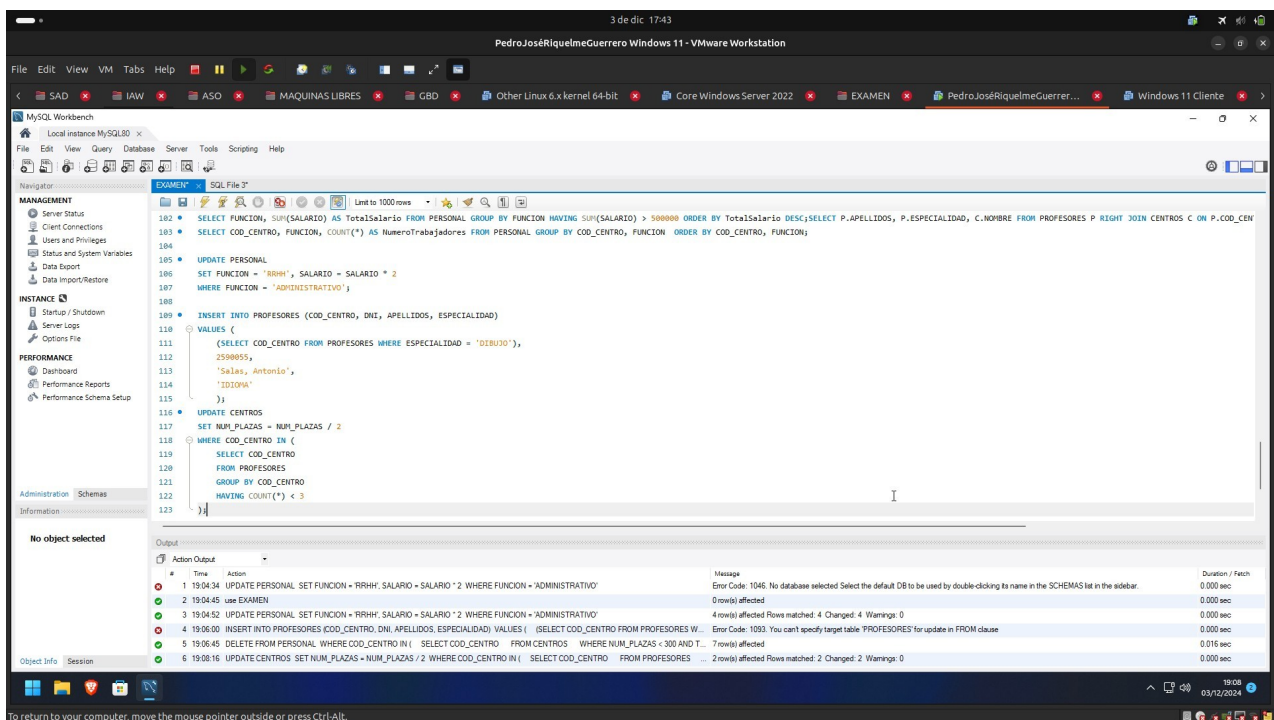 3 de dic 17:43
PedroJoséRiquelmeGuerrero Windows 11 - VMware Workstation
File Edit View VM Tabs Help
SAD IAW ASO MAQUINAS LIBRES GBD Other Linux 6.x kernel 64-bit Core Windows Server 2022 EXAMEN PedroJoséRiquelmeGuerrer... Windows 11 Cliente
MySQL Workbench
Local instance MySQL80
File Edit View Query Database Server Tools Scripting Help
Navigator
MANAGEMENT
Server Status
Client Connections
Users and Privileges
Status and System Variables
Data Export
Data Import/Restore
INSTANCE
Startup / Shutdown
Server Logs
Options File
PERFORMANCE
Dashboard
Performance Reports
Performance Schema Setup
Administration Schemas
Information
No object selected
Object Info Session
EXAMEN* SQL File 3*
Limit to 1000 rows
102 SELECT FUNCION, SUM(SALARIO) AS TotalSalario FROM PERSONAL GROUP BY FUNCION HAVING SUM(SALARIO) > 500000 ORDER BY TotalSalario DESC;SELECT P.APELLIDOS, P.ESPECIALIDAD, C.NOMBRE FROM PROFESORES P RIGHT JOIN CENTROS C ON P.COD_CEN
103 SELECT COD_CENTRO, FUNCION, COUNT(*) AS NumeroTrabajadores FROM PERSONAL GROUP BY COD_CENTRO, FUNCION ORDER BY COD_CENTRO, FUNCION;
104
105 UPDATE PERSONAL
106 SET FUNCION = 'RRHH', SALARIO = SALARIO * 2
107 WHERE FUNCION = 'ADMINISTRATIVO';
108
109 INSERT INTO PROFESORES (COD_CENTRO, DNI, APELLIDOS, ESPECIALIDAD)
110 VALUES (
111 (SELECT COD_CENTRO FROM PROFESORES WHERE ESPECIALIDAD = 'DIBUJO'),
112 2590055,
113 'Salas, Antonio',
114 'IDIOMA'
115 );
116 UPDATE CENTROS
117 SET NUM_PLAZAS = NUM_PLAZAS / 2
118 WHERE COD_CENTRO IN (
119 SELECT COD_CENTRO
120 FROM PROFESORES
121 GROUP BY COD_CENTRO
122 HAVING COUNT(*) < 3
123 );
Output
Action Output
# Time Action Message Duration / Fetch
1 19:04:34 UPDATE PERSONAL SET FUNCION = 'RRHH', SALARIO = SALARIO * 2 WHERE FUNCION = 'ADMINISTRATIVO' Error Code: 1046. No database selected Select the default DB to be used by double-clicking its name in the SCHEMAS list in the sidebar. 0.000 sec
2 19:04:45 use EXAMEN 0 row(s) affected 0.000 sec
3 19:04:52 UPDATE PERSONAL SET FUNCION = 'RRHH', SALARIO = SALARIO * 2 WHERE FUNCION = 'ADMINISTRATIVO' 4 row(s) affected Rows matched: 4 Changed: 4 Warnings: 0 0.000 sec
4 19:06:00 INSERT INTO PROFESORES (COD_CENTRO, DNI, APELLIDOS, ESPECIALIDAD) VALUES ( (SELECT COD_CENTRO FROM PROFESORES W... Error Code: 1093. You can't specify target table 'PROFESORES' for update in FROM clause 0.000 sec
5 19:06:45 DELETE FROM PERSONAL WHERE COD_CENTRO IN ( SELECT COD_CENTRO FROM CENTROS WHERE NUM_PLAZAS < 300 AND T... 7 row(s) affected 0.016 sec
6 19:08:16 UPDATE CENTROS SET NUM_PLAZAS = NUM_PLAZAS / 2 WHERE COD_CENTRO IN ( SELECT COD_CENTRO FROM PROFESORES ... 2 row(s) affected Rows matched: 2 Changed: 2 Warnings: 0 0.000 sec
19:08
03/12/2024
To return to your computer, move the mouse pointer outside or press Ctrl-Alt.